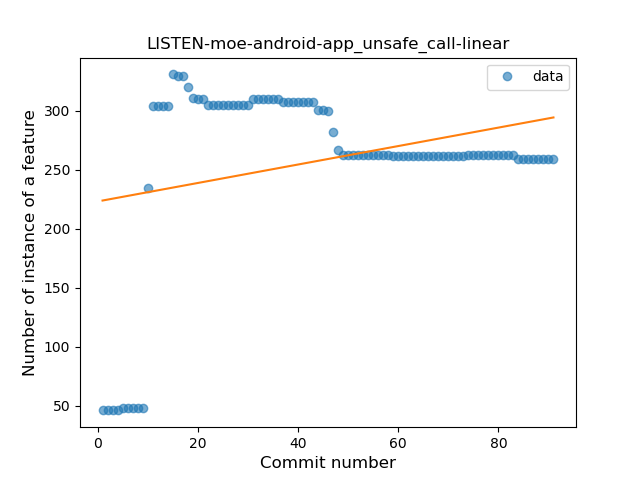 LISTEN-moe-android-app_unsafe_call-linear
data
Number of instance of a feature
300
250
200
150
100
50
0
20
40
60
80
Commit number